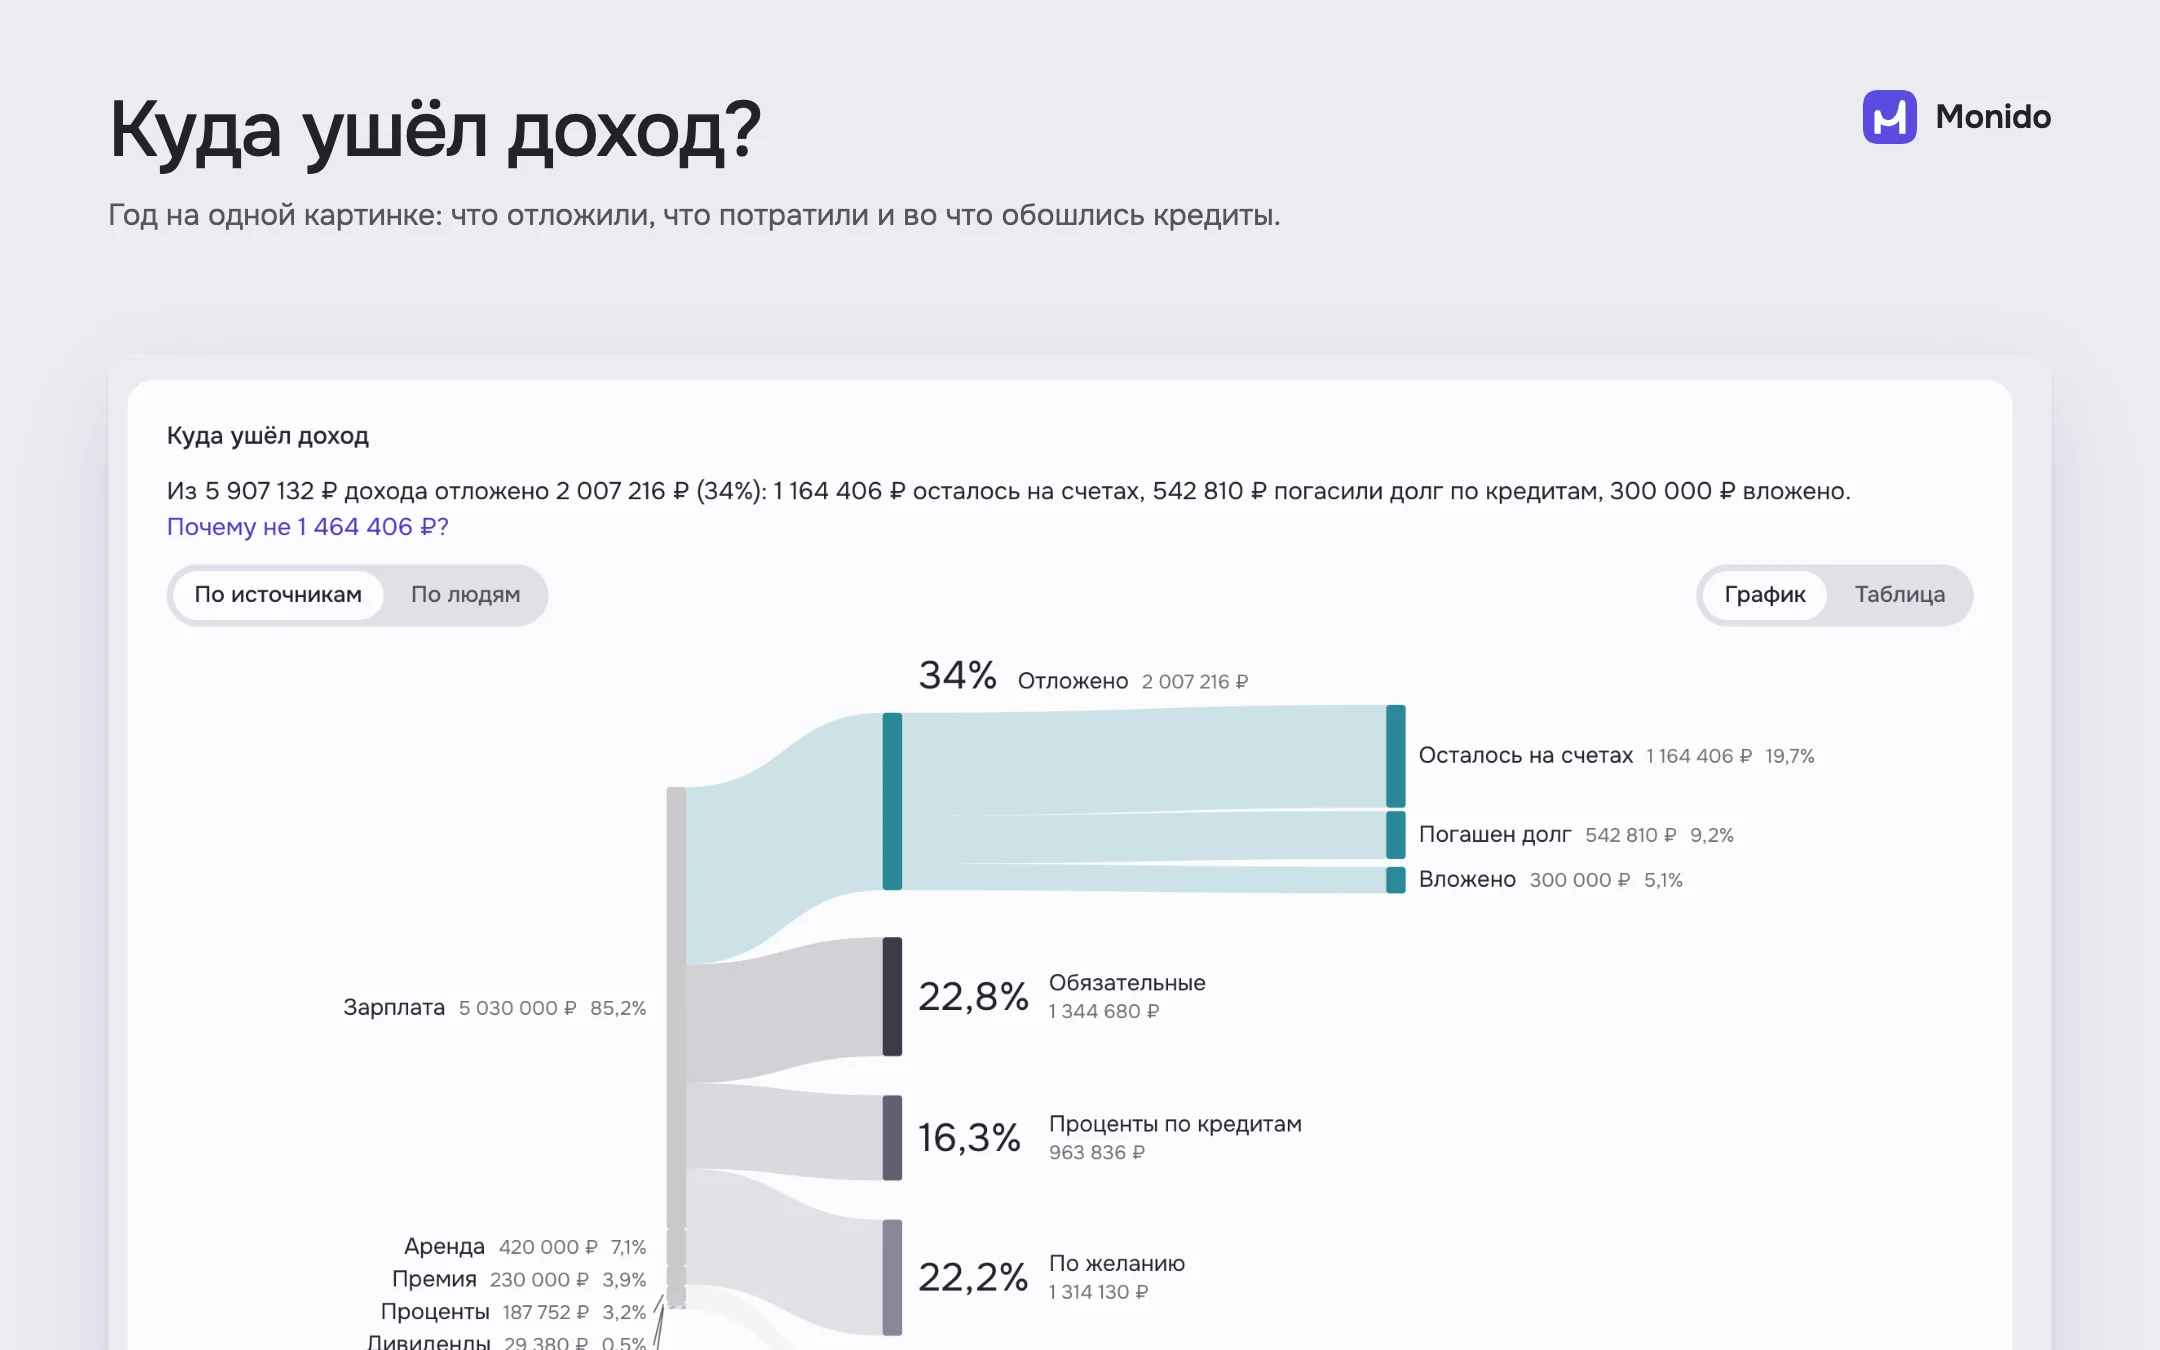 Куда ушёл доход?
Monido
Год на одной картинке: что отложили, что потратили и во что обошлись кредиты.
Куда ушёл доход
Из 5 907 132 ₽ дохода отложено 2 007 216 ₽ (34%): 1 164 406 ₽ осталось на счетах, 542 810 ₽ погасили долг по кредитам, 300 000 ₽ вложено.
Почему не 1 464 406 ₽?
По источникам По людям
График Таблица
34% Отложено 2 007 216 ₽
Осталось на счетах 1 164 406 ₽ 19,7%
Погашен долг 542 810 ₽ 9,2%
Вложено 300 000 ₽ 5,1%
Зарплата 5 030 000 ₽ 85,2%
22,8% Обязательные
1 344 680 ₽
16,3% Проценты по кредитам
963 836 ₽
Аренда 420 000 ₽ 7,1%
Премия 230 000 ₽ 3,9%
Проценты 187 752 ₽ 3,2%
Дивиденды 29 380 ₽ 0,5%
22,2% По желанию
1 314 130 ₽